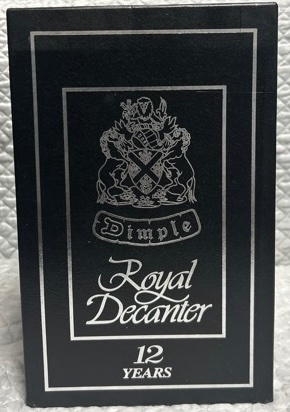 Dimple
Royal
Decanter
12
YEARS